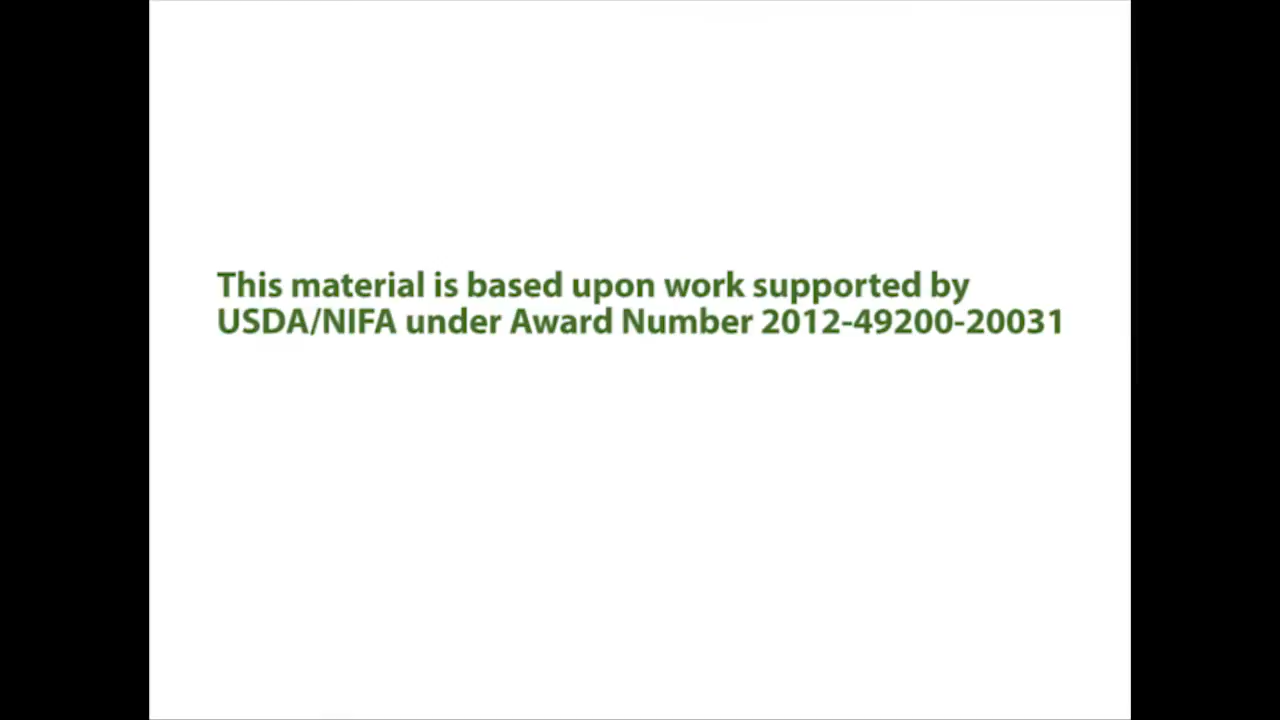 This material is based upon work supported by
USDA/NIFA under Award Number 2012-49200-20031